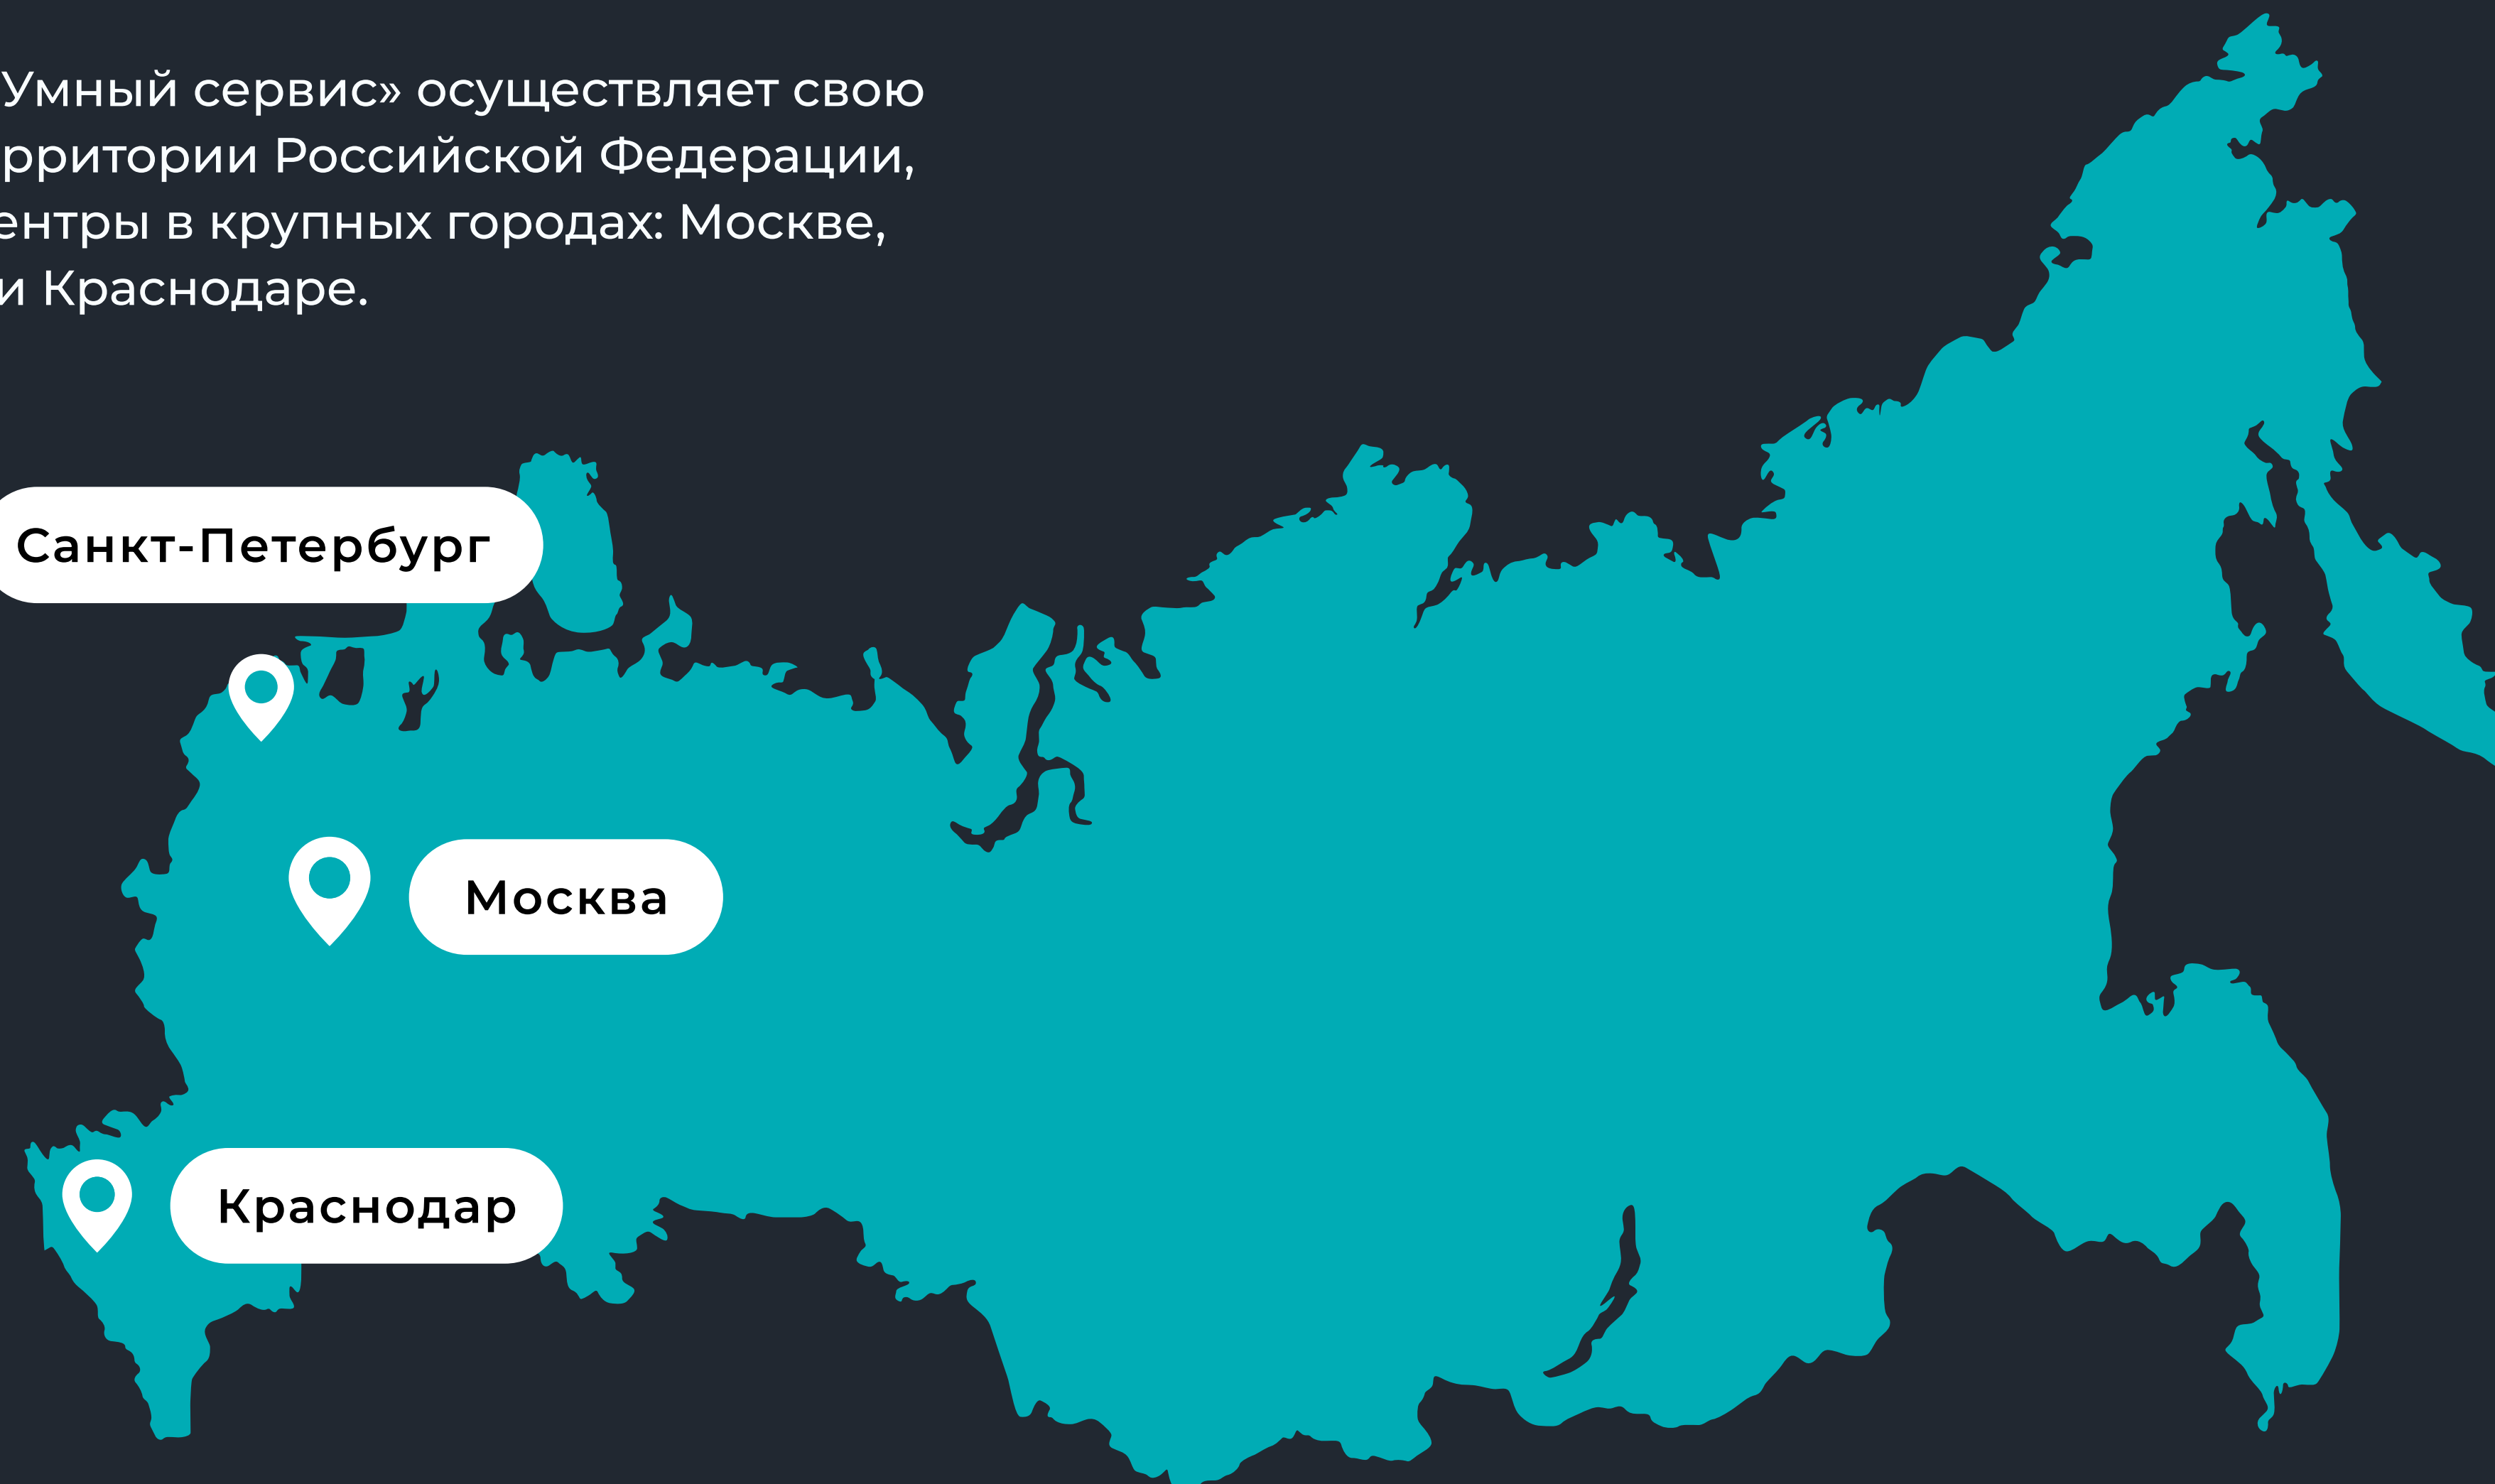 Умный сервис» осуществляет свою
рритории Российской Федерации,
ентры в крупных городах: Москве,
и Краснодаре.
Санкт-Петербург
Москва
Краснодар